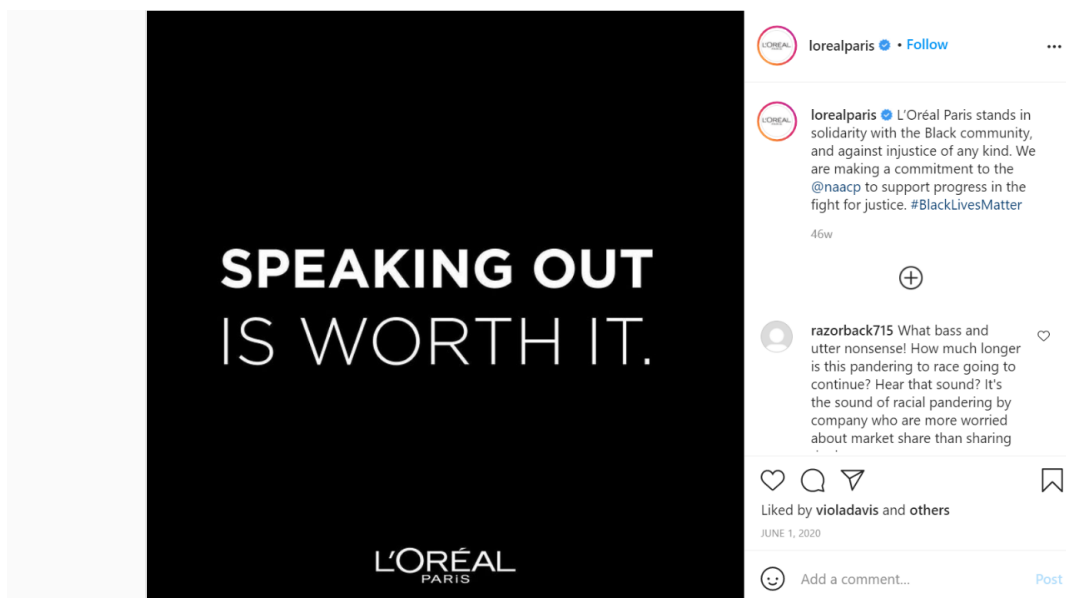 SPEAKING OUT
IS WORTH IT.
L'ORÉAL
PARIS
L'ORÉAL
lorealparis • Follow
L'ORÉAL
lorealparis L'Oréal Paris stands in
solidarity with the Black community,
and against injustice of any kind. We
are making a commitment to the
@naacp to support progress in the
fight for justice. #BlackLivesMatter
46w
razorback715 What bass and
utter nonsense! How much longer
is this pandering to race going to
continue? Hear that sound? It's
the sound of racial pandering by
company who are more worried
about market share than sharing
Liked by violadavis and others
JUNE 1, 2020
Add a comment...
Post